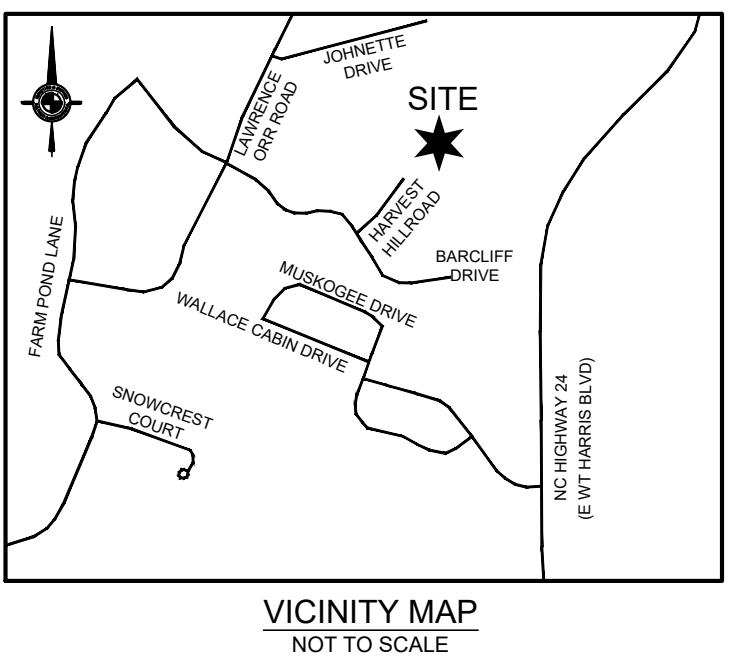 JOHNETTE
DRIVE
LAWRENCE
ORR ROAD
SITE
HARVEST
HILLROAD
BARCLIFF
DRIVE
FARM POND LANE
MUSKOGEE DRIVE
WALLACE CABIN DRIVE
SNOWCREST
COURT
NC HIGHWAY 24
(E WT HARRIS BLVD)
VICINITY MAP
NOT TO SCALE